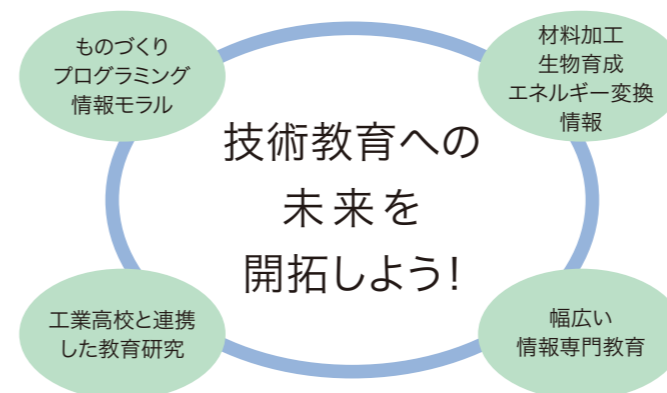 ものづくり
プログラミング
情報モラル
材料加工
生物育成
エネルギー変換
情報
技術教育への
未来を
開拓しよう!
工業高校と連携
した教育研究
幅広い
情報専門教育